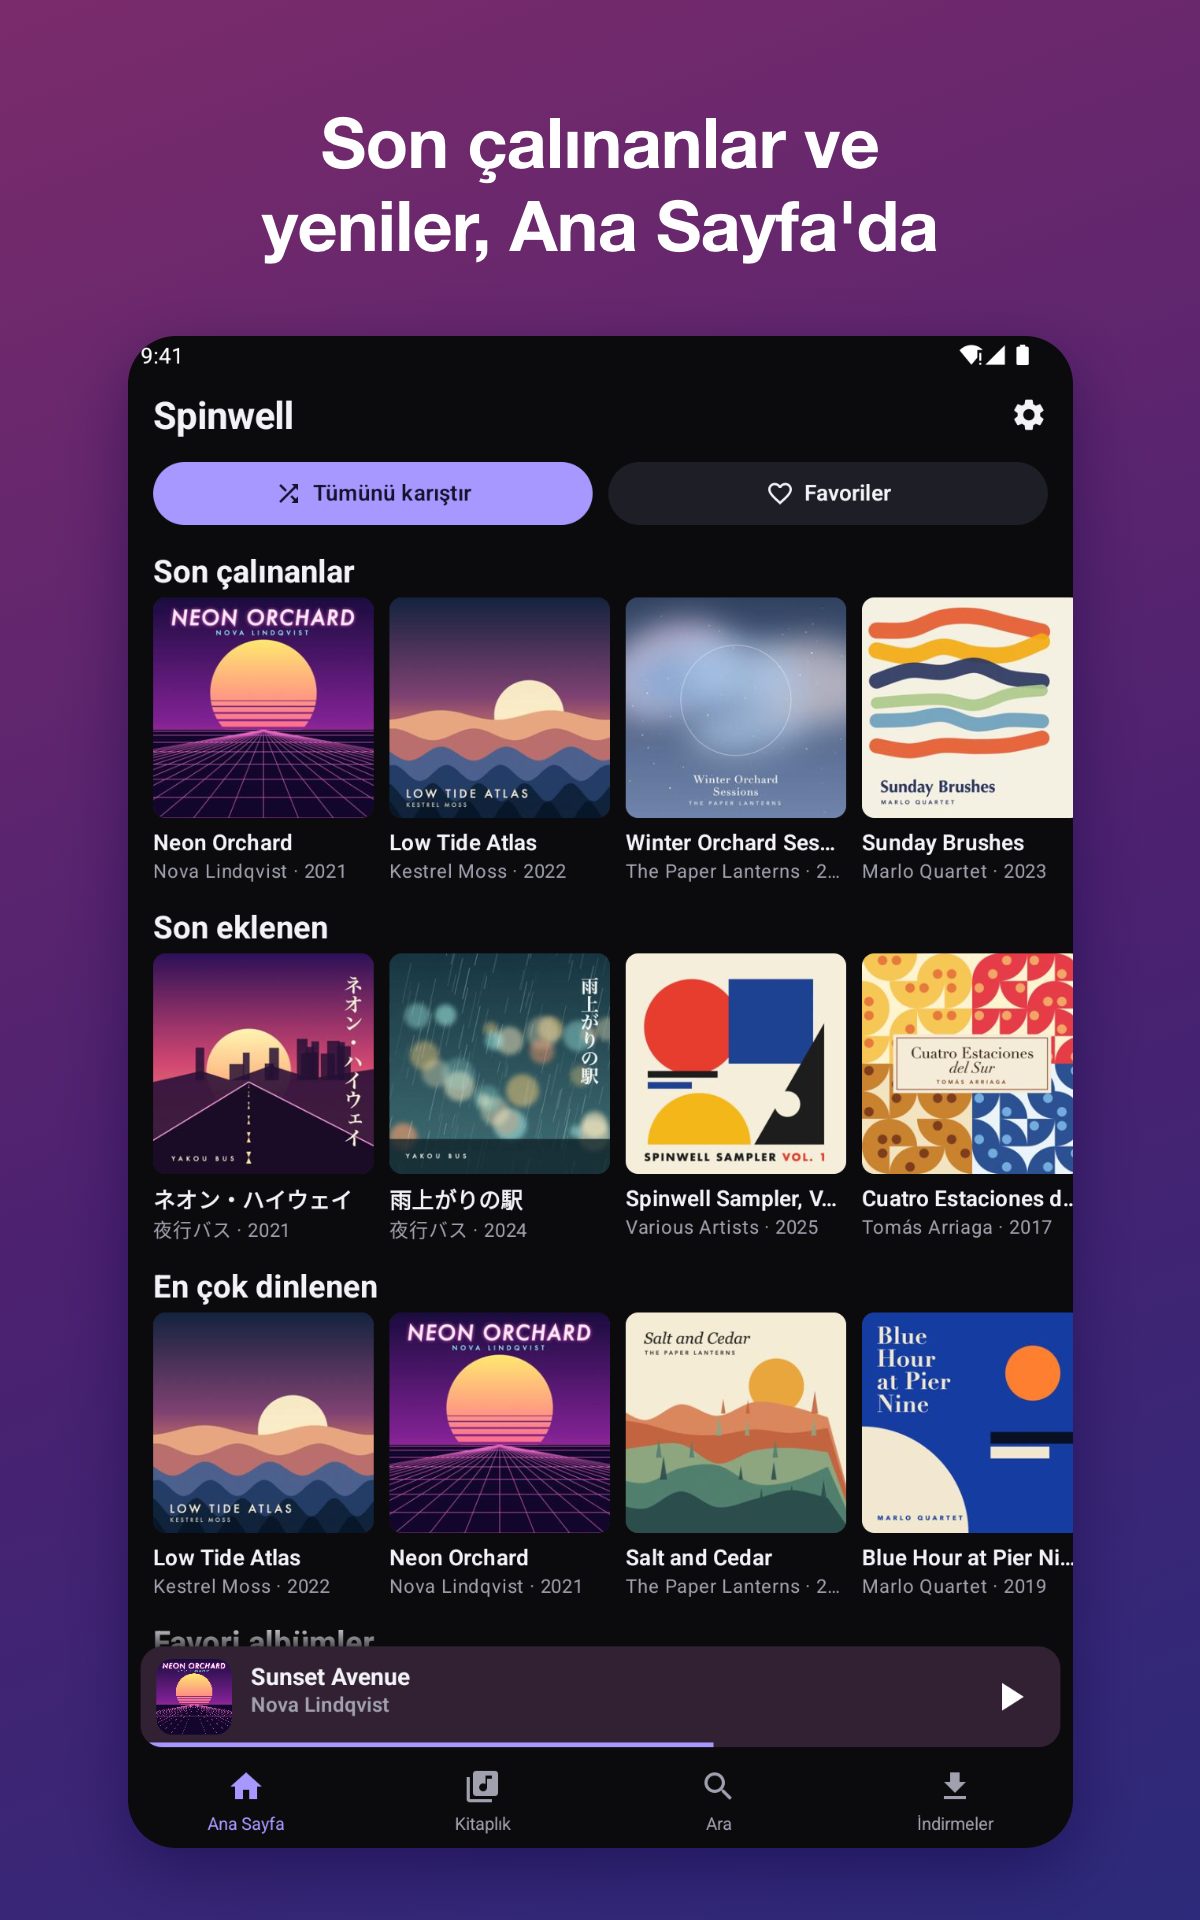 Son çalınanlar ve
yeniler, Ana Sayfa'da
9:41
Spinwell
Tümünü karıştır
Favoriler
Son çalınanlar
NEON ORCHARD
NOVA LINDQVIST
LOW TIDE ATLAS
KESTREL MOSS
Winter Orchard
Sessions
THE PAPER LANTERNS
Sunday Brushes
MARLO QUARTET
Neon Orchard
Nova Lindqvist · 2021
Low Tide Atlas
Kestrel Moss · 2022
Winter Orchard Ses...
The Paper Lanterns · 2...
Sunday Brushes
Marlo Quartet · 2023
Son eklenen
ネオン・ハイウェイ
YAKOU BUS
雨上がりの駅
YAKOU BUS
SPINWELL SAMPLER VOL. 1
Cuatro Estaciones
del Sur
TOMÁS ARRIAGA
ネオン・ハイウェイ
夜行バス · 2021
雨上がりの駅
夜行バス · 2024
Spinwell Sampler, V...
Various Artists · 2025
Cuatro Estaciones d...
Tomás Arriaga · 2017
En çok dinlenen
LOW TIDE ATLAS
KESTREL MOSS
NEON ORCHARD
NOVA LINDQVIST
Salt and Cedar
THE PAPER LANTERNS
Blue
Hour
at Pier
Nine
MARLO QUARTET
Low Tide Atlas
Kestrel Moss · 2022
Neon Orchard
Nova Lindqvist · 2021
Salt and Cedar
The Paper Lanterns · 2...
Blue Hour at Pier Ni...
Marlo Quartet · 2019
Favori albümler
NEON ORCHARD
Sunset Avenue
Nova Lindqvist
Ana Sayfa
Kitaplık
Ara
İndirmeler